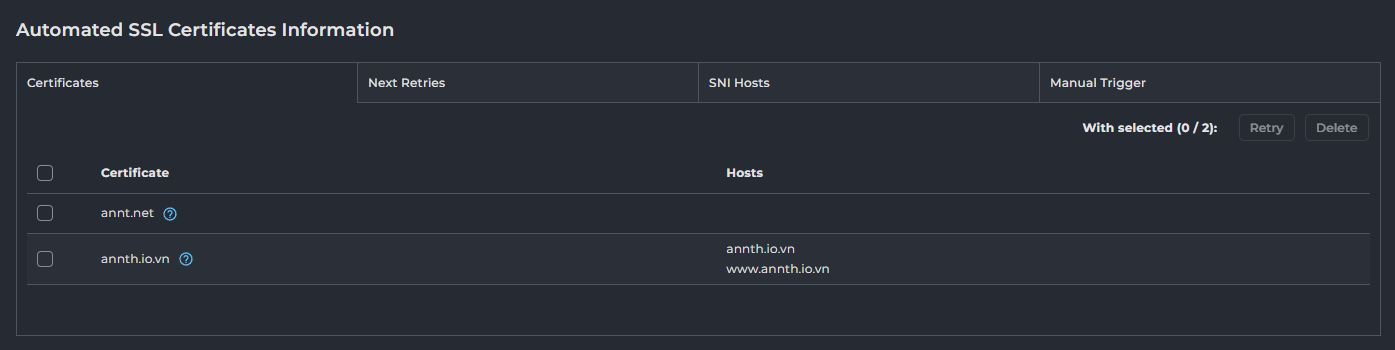 Automated SSL Certificates Information
Certificates Next Retries SNI Hosts Manual Trigger
With selected (0 / 2): Retry Delete
Certificate Hosts
annt.net
annth.io.vn
annth.io.vn
www.annth.io.vn